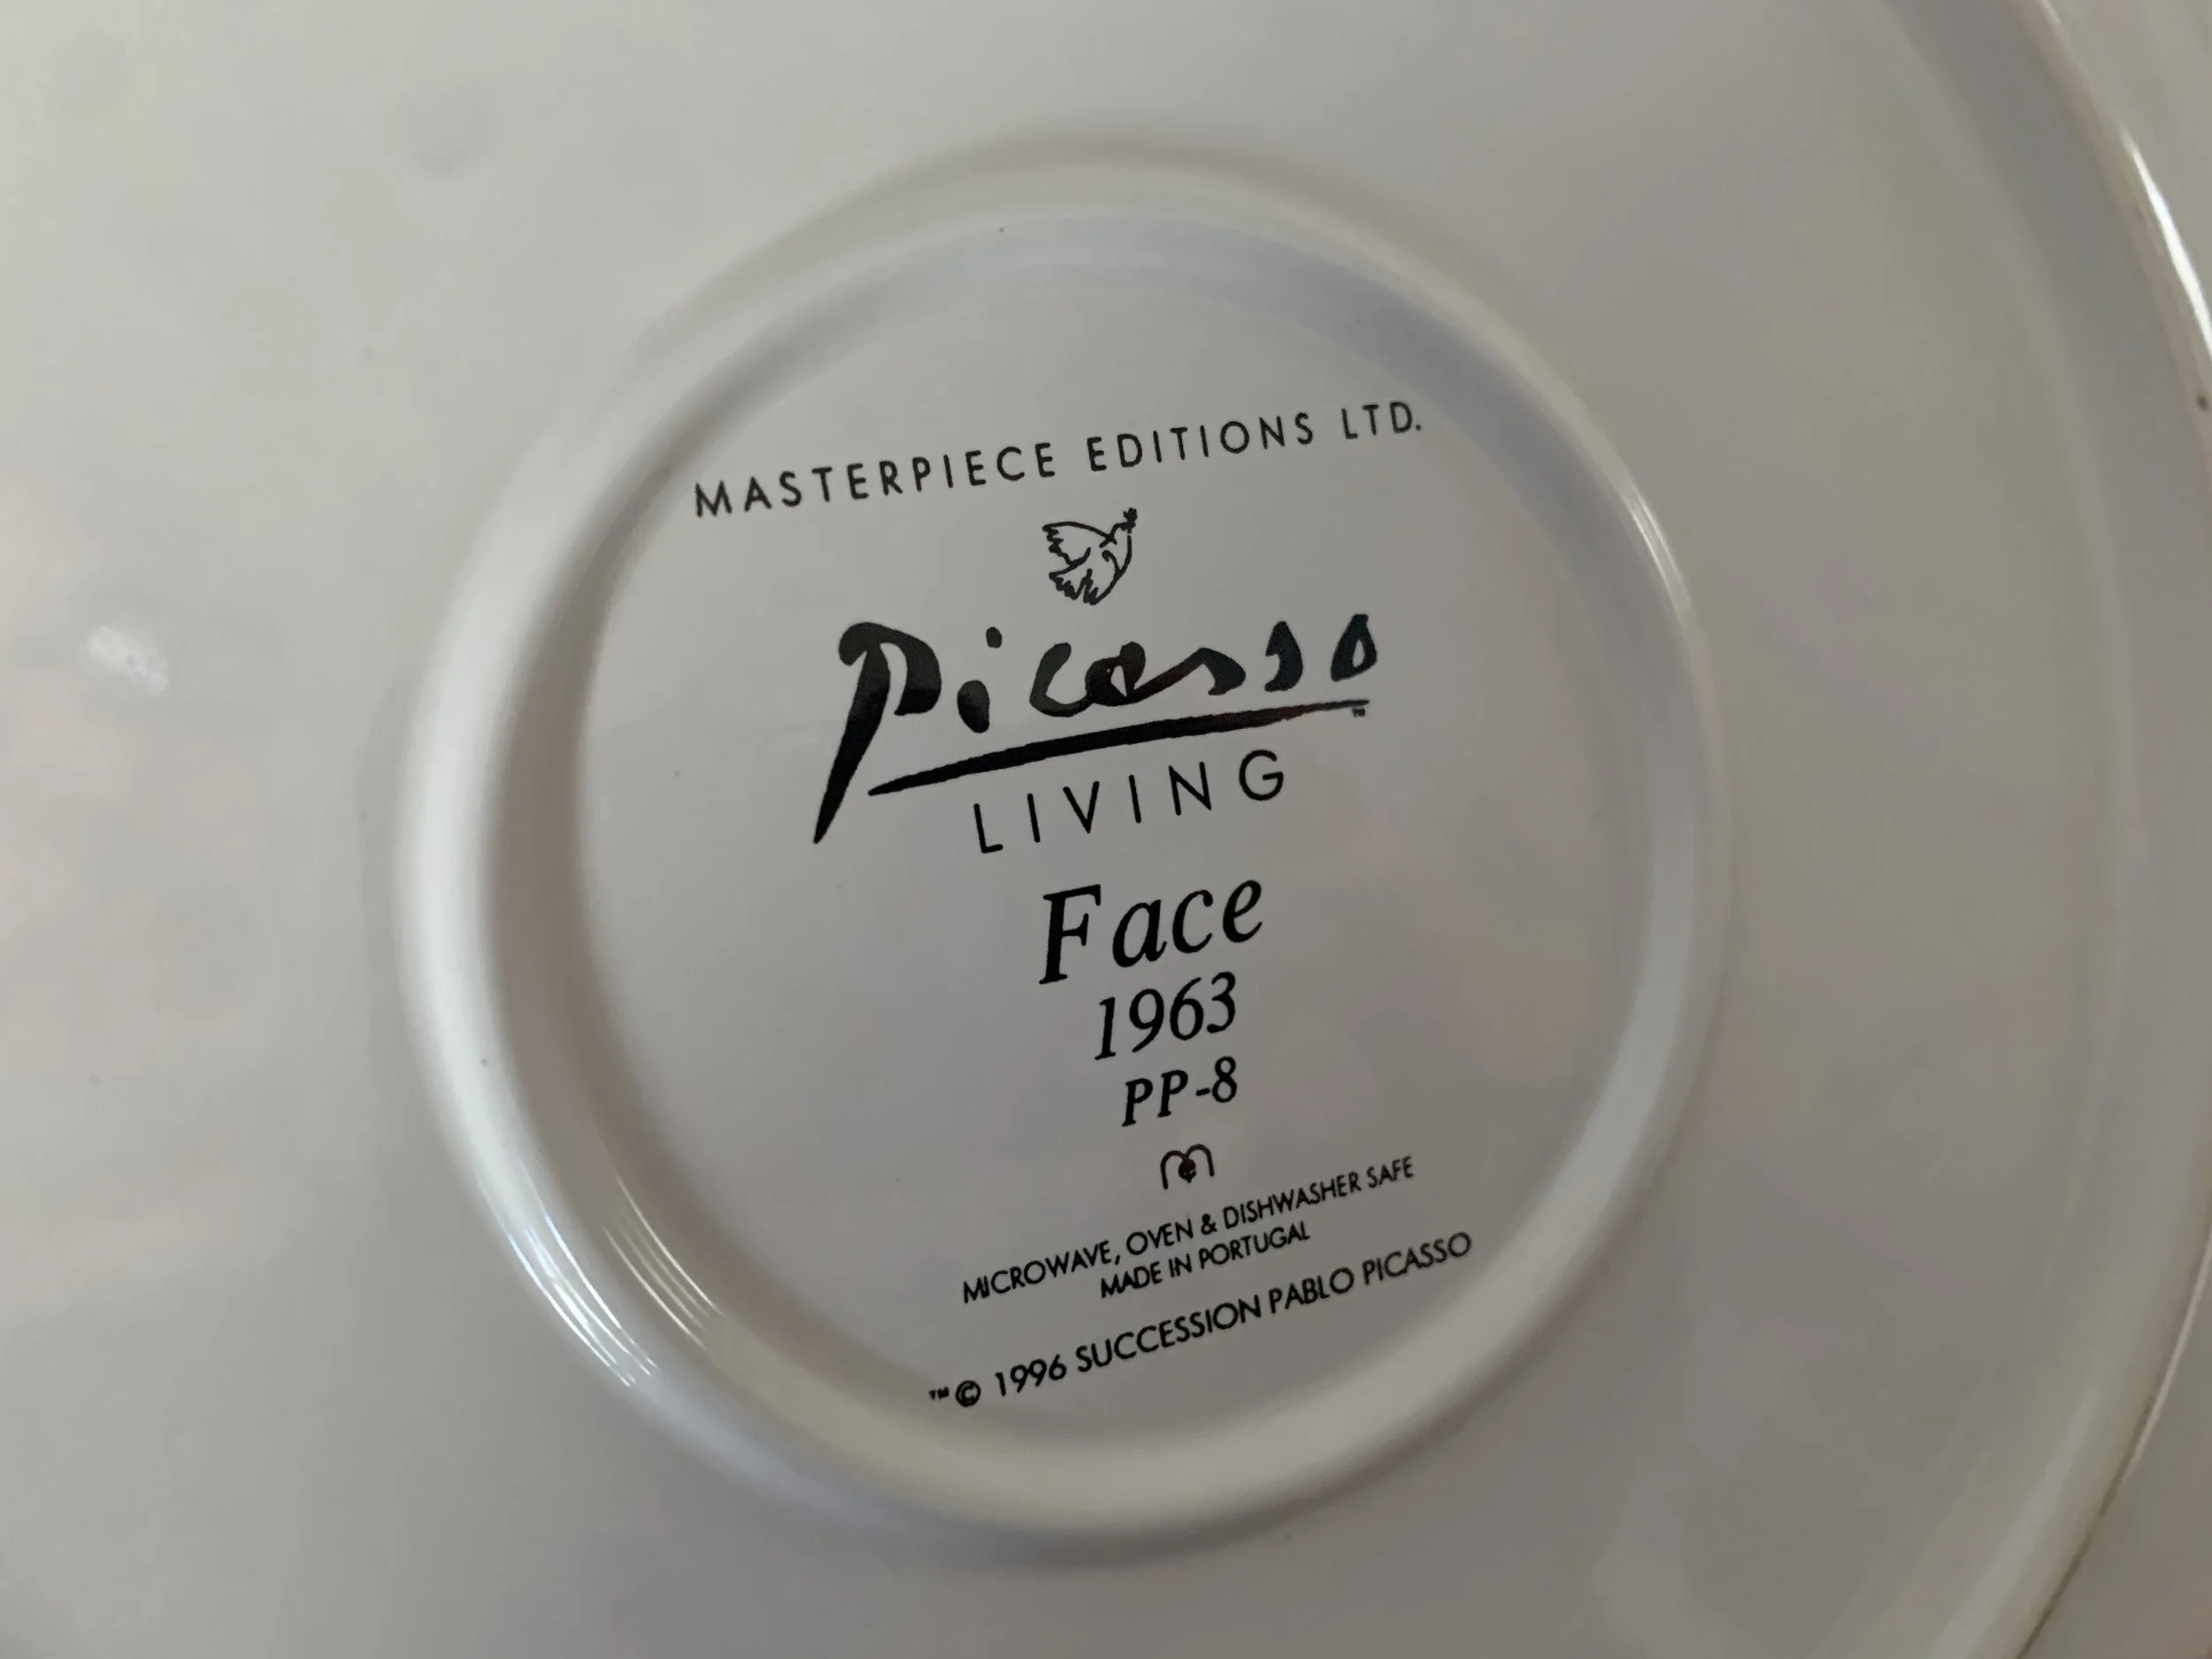 MASTERPIECE EDITIONS LTD.
Picasso ™
LIVING
Face
1963
PP-8
m
MICROWAVE, OVEN & DISHWASHER SAFE
MADE IN PORTUGAL
™© 1996 SUCCESSION PABLO PICASSO